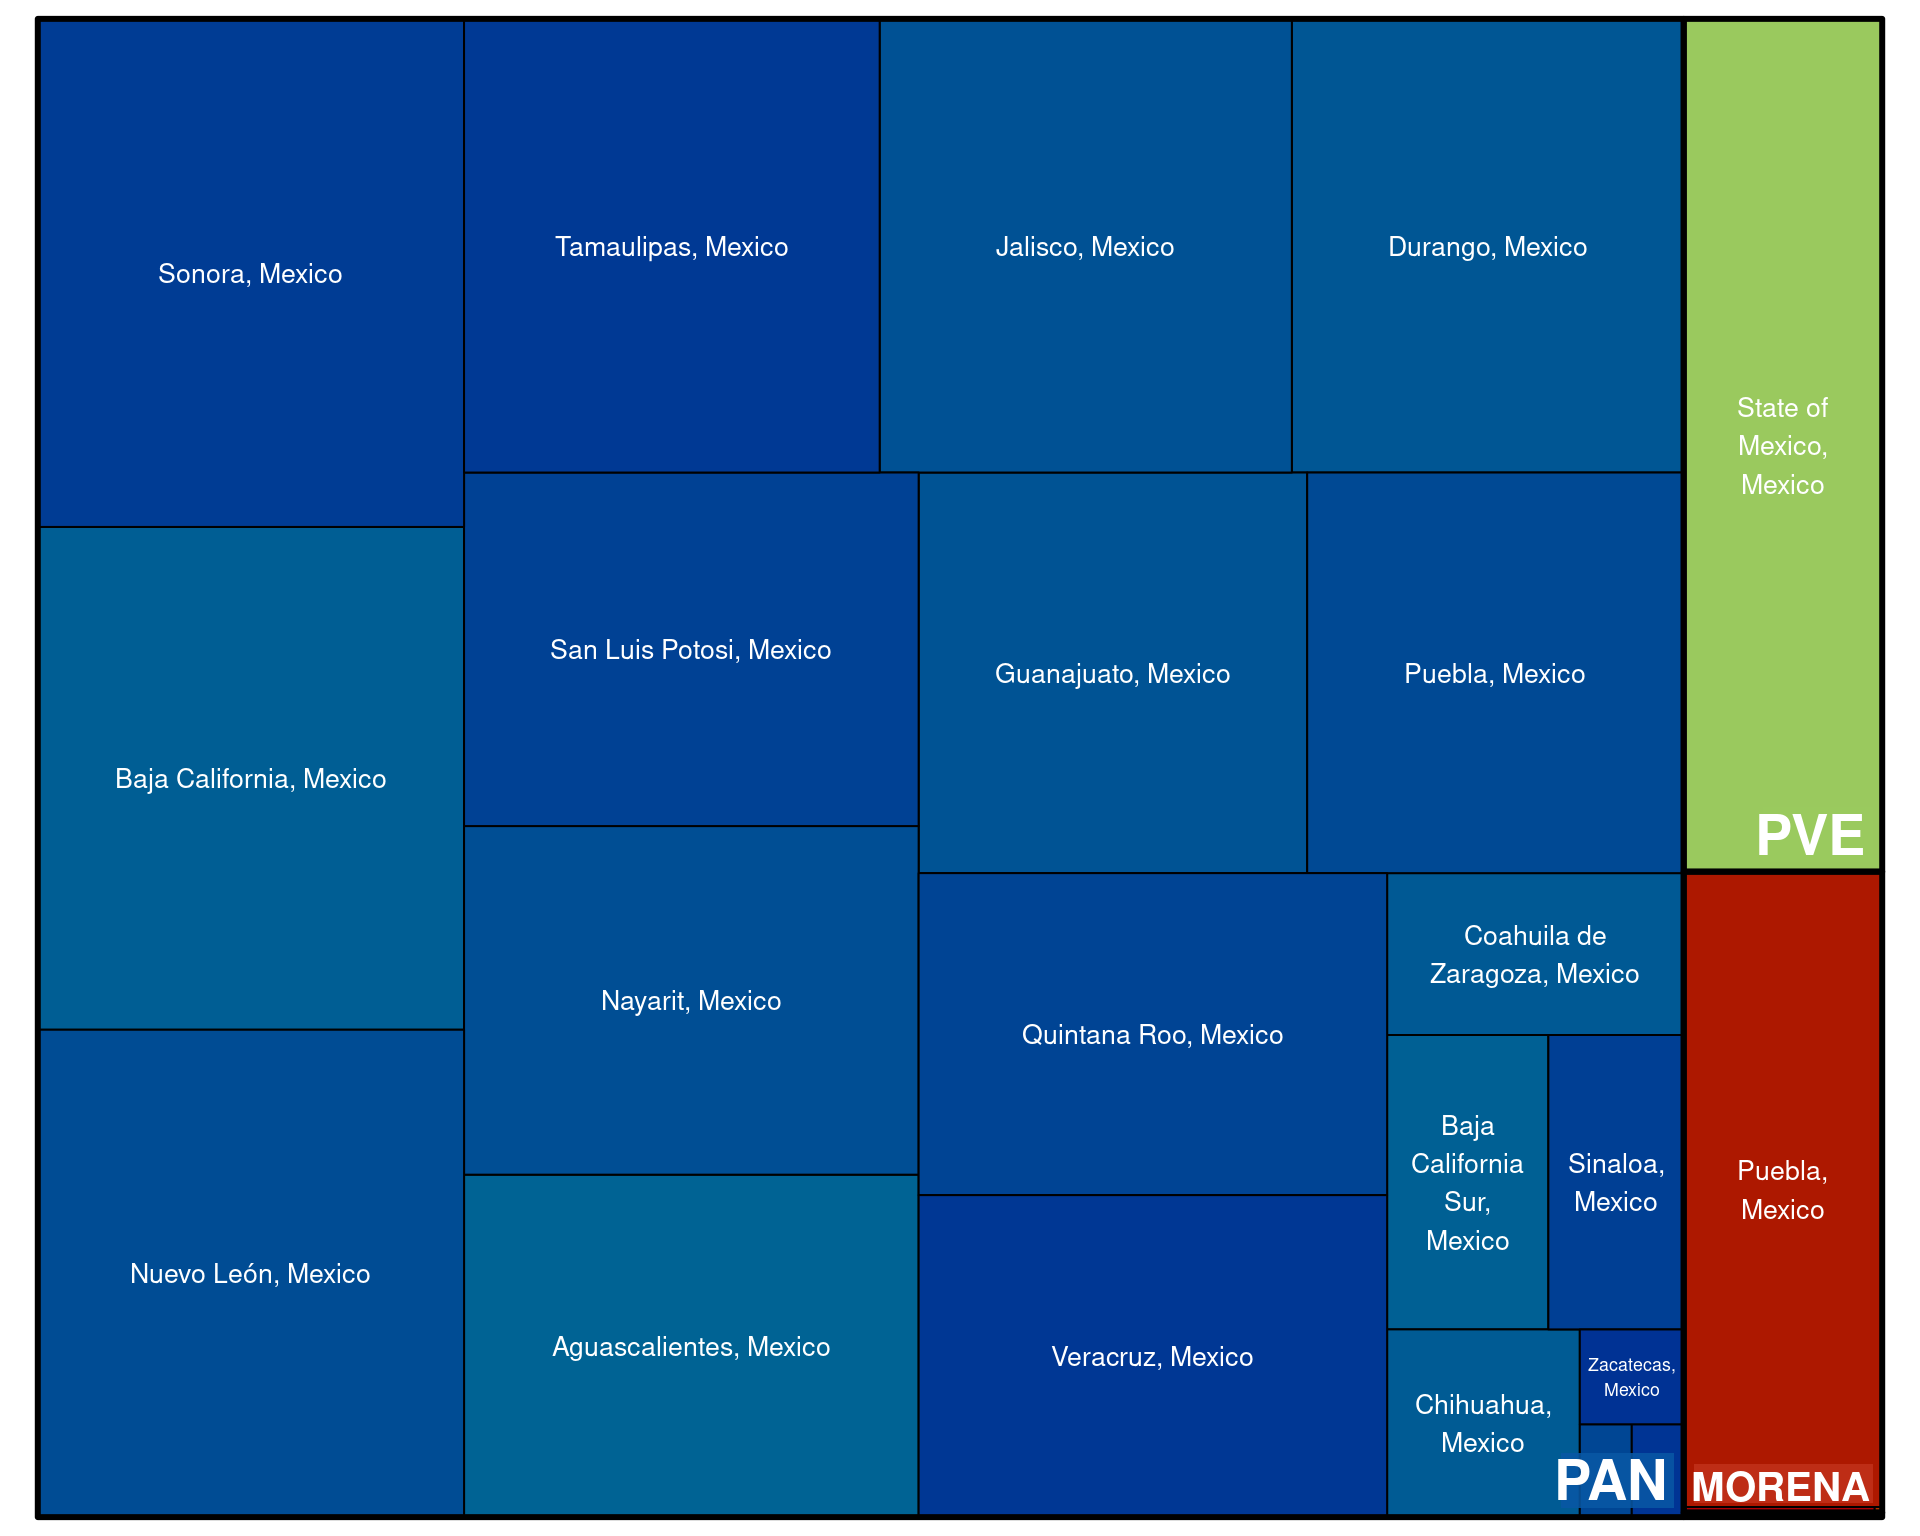 Sonora, Mexico
Tamaulipas, Mexico
Jalisco, Mexico
Durango, Mexico
State of
Mexico,
Mexico
San Luis Potosi, Mexico
Guanajuato, Mexico
Puebla, Mexico
Baja California, Mexico
PVE
Nayarit, Mexico
Quintana Roo, Mexico
Coahuila de
Zaragoza, Mexico
Baja
California
Sur,
Mexico
Sinaloa,
Mexico
Puebla,
Mexico
Nuevo León, Mexico
Aguascalientes, Mexico
Veracruz, Mexico
Chihuahua,
Mexico
Zacatecas,
Mexico
PAN
MORENA